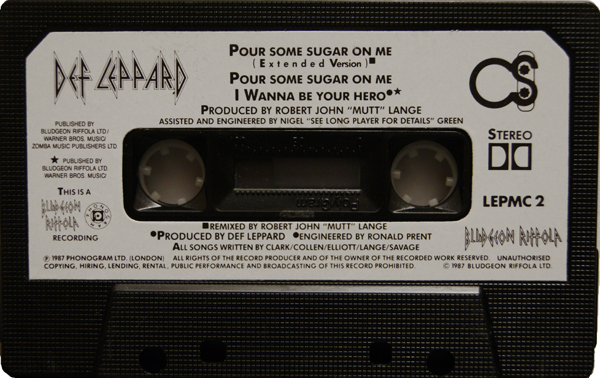 DEF LEPPARD
POUR SOME SUGAR ON ME
(Extended Version)■
POUR SOME SUGAR ON ME
I WANNA BE YOUR HERO●★
PRODUCED BY ROBERT JOHN "MUTT" LANGE
ASSISTED AND ENGINEERED BY NIGEL "SEE LONG PLAYER FOR DETAILS" GREEN
CS
STEREO
LEPMC 2
PUBLISHED BY
BLUDGEON RIFFOLA LTD/
WARNER BROS. MUSIC/
ZOMBA MUSIC PUBLISHERS LTD
★ PUBLISHED BY
BLUDGEON RIFFOLA LTD
WARNER BROS. MUSIC/
THIS IS A
BLUDGEON
RIFFOLA
RECORDING
PolyGram
■REMIXED BY ROBERT JOHN "MUTT" LANGE
●PRODUCED BY DEF LEPPARD ●ENGINEERED BY RONALD PRENT
ALL SONGS WRITTEN BY CLARK/COLLEN/ELLIOTT/LANGE/SAVAGE
BLUDGEON RIFFOLA
℗ 1987 PHONOGRAM LTD. (LONDON) ALL RIGHTS OF THE RECORD PRODUCER AND OF THE OWNER OF THE RECORDED WORK RESERVED. UNAUTHORISED
COPYING, HIRING, LENDING, RENTAL, PUBLIC PERFORMANCE AND BROADCASTING OF THIS RECORD PROHIBITED. © 1987 BLUDGEON RIFFOLA LTD.